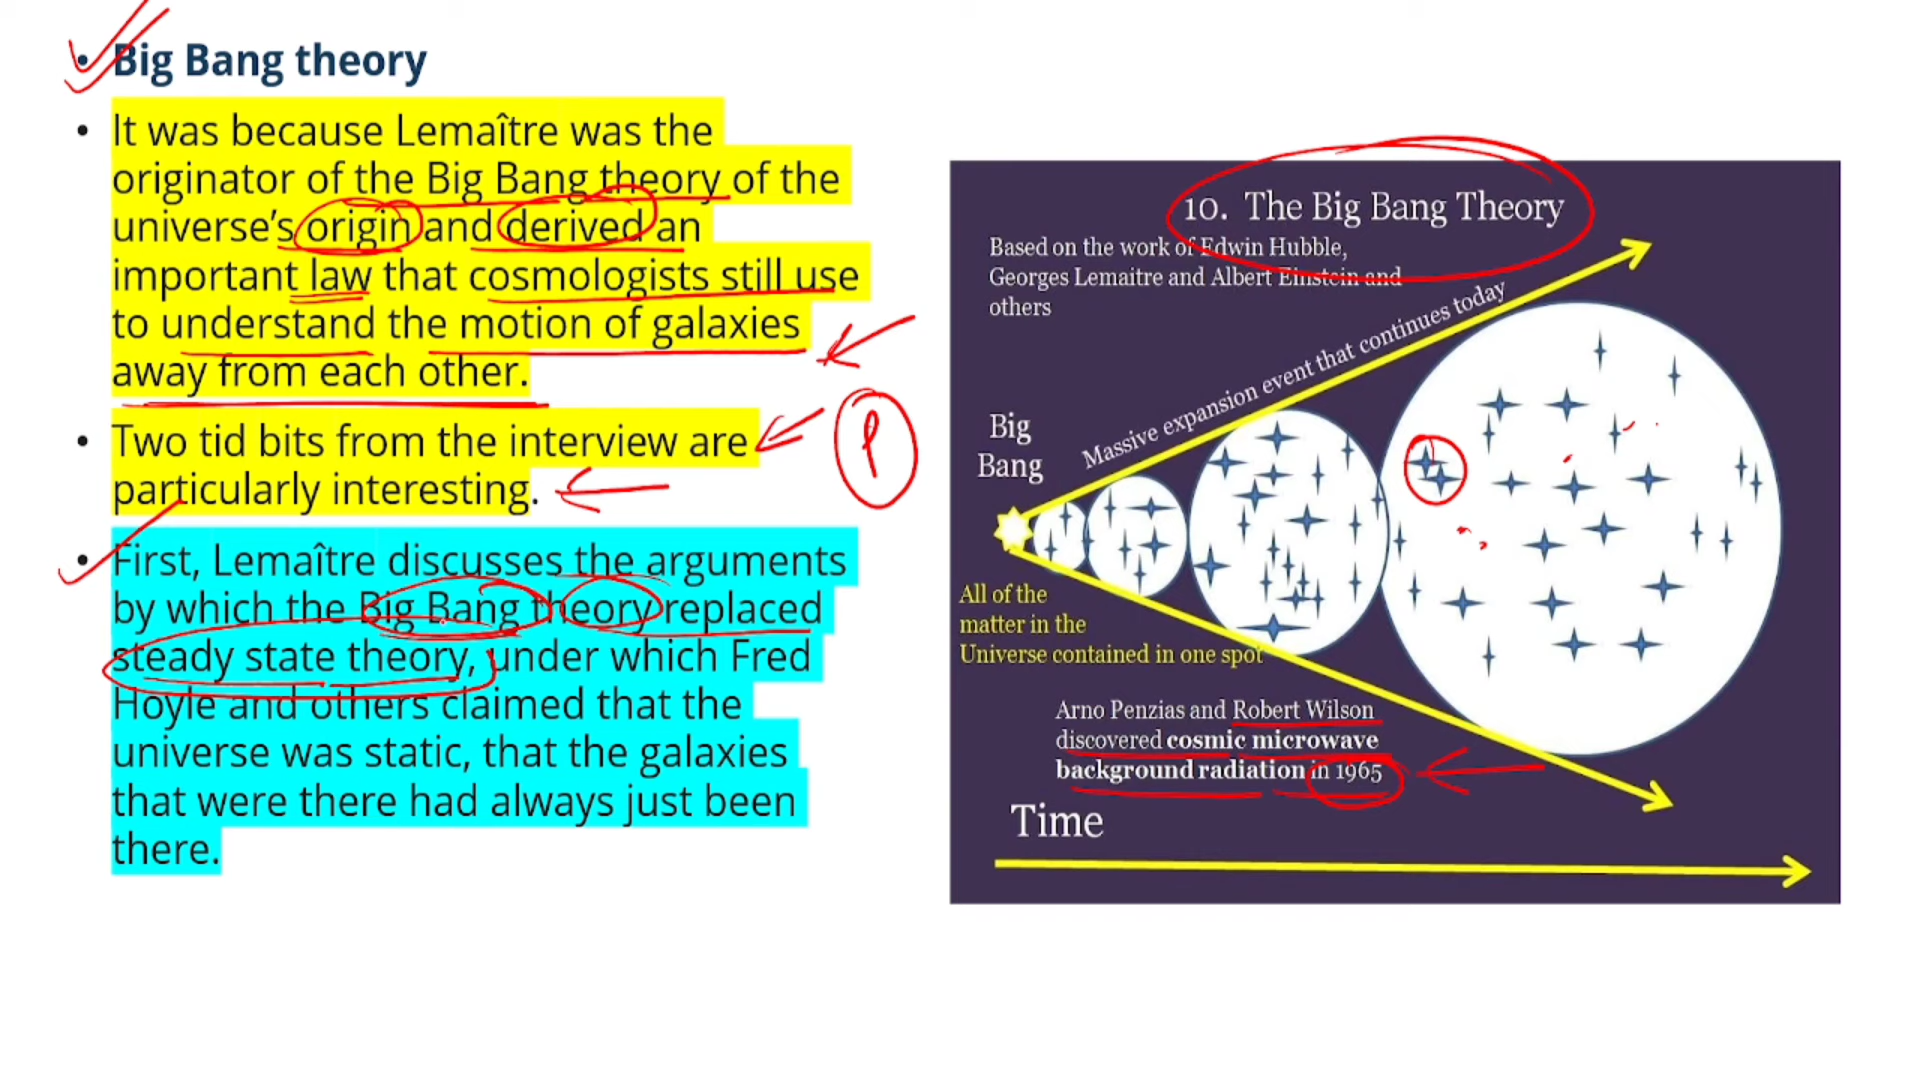 • Big Bang theory
• It was because Lemaître was the
originator of the Big Bang theory of the
universe’s origin and derived an
important law that cosmologists still use
to understand the motion of galaxies
away from each other.
• Two tid bits from the interview are
particularly interesting.
P
• First, Lemaître discusses the arguments
by which the Big Bang theory replaced
steady state theory, under which Fred
Hoyle and others claimed that the
universe was static, that the galaxies
that were there had always just been
there.
10. The Big Bang Theory
Based on the work of Edwin Hubble,
Georges Lemaitre and Albert Einstein and
others
Massive expansion event that continues today
Big
Bang
All of the
matter in the
Universe contained in one spot
Arno Penzias and Robert Wilson
discovered cosmic microwave
background radiation in 1965
Time